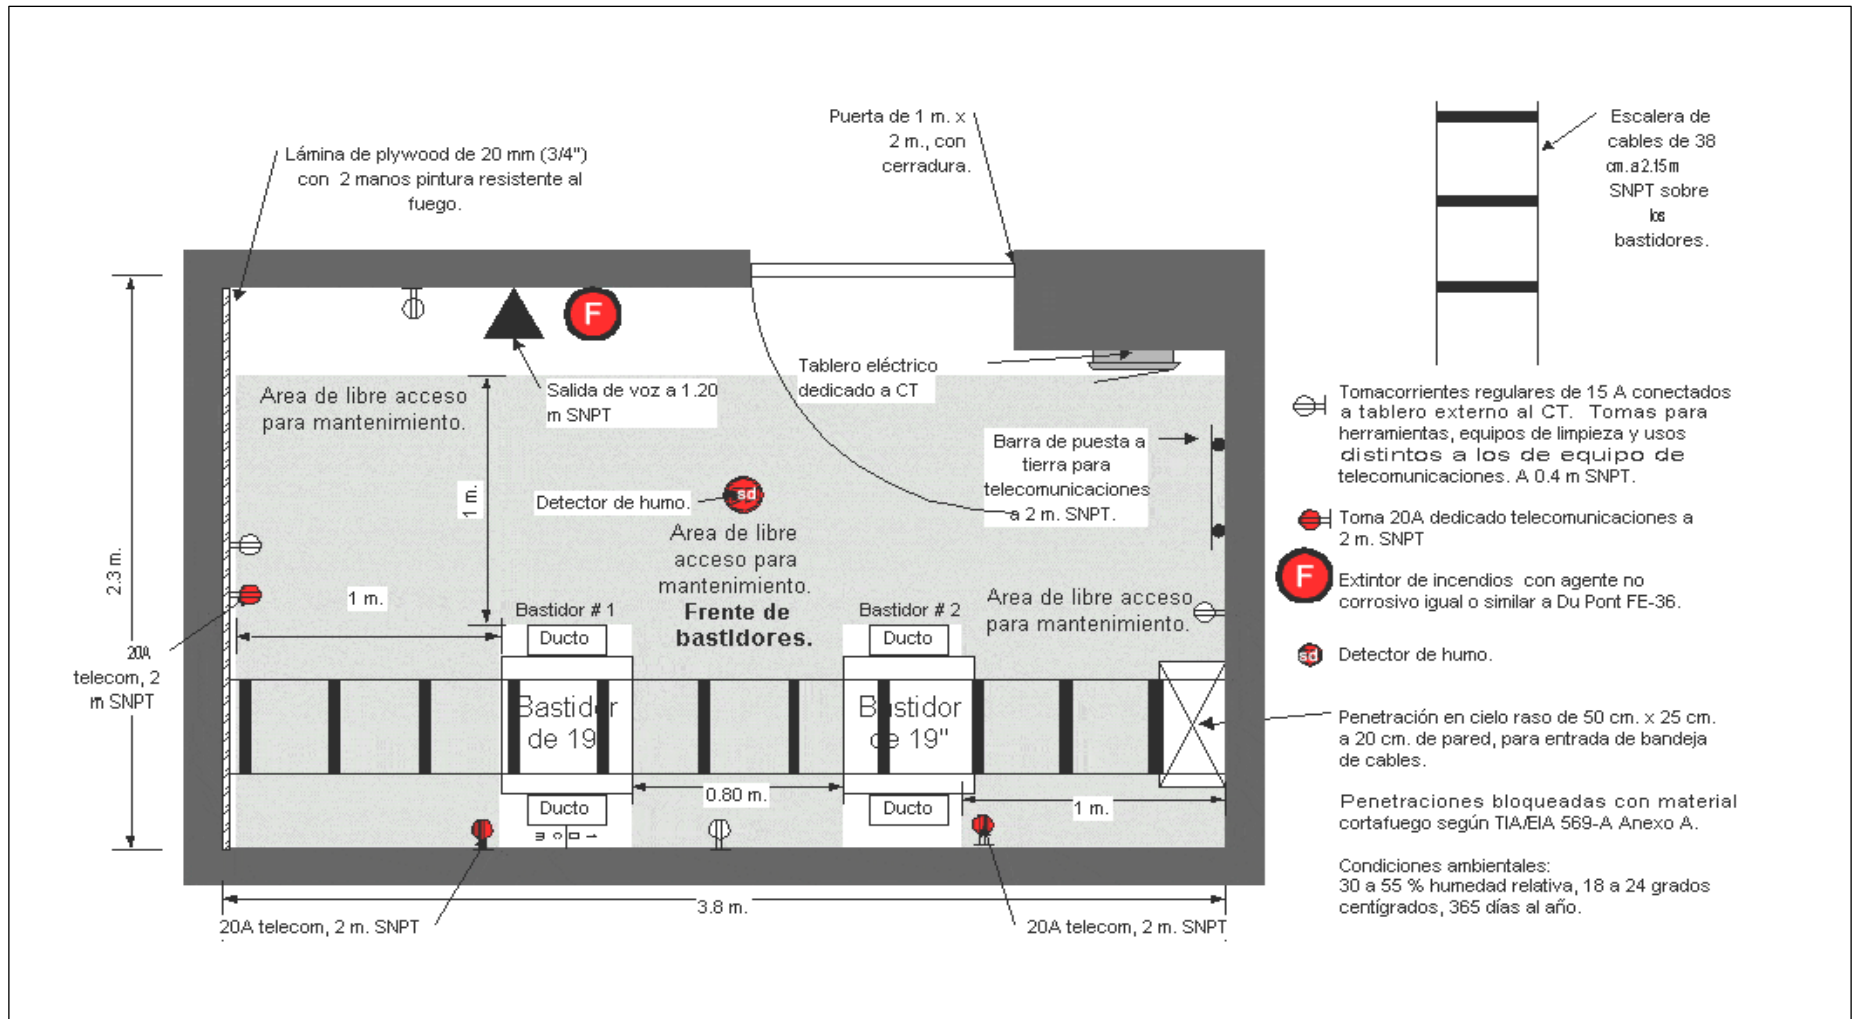 Puerta de 1 m. x
2 m., con
cerradura.
Escalera de
cables de 38
cm. a 2.15 m
SNPT sobre
los
bastidores.
Lámina de plywood de 20 mm (3/4")
con 2 manos pintura resistente al
fuego.
F
Tablero eléctrico
dedicado a CT
Area de libre acceso
para mantenimiento.
Salida de voz a 1.20
m SNPT
Tomacorrientes regulares de 15 A conectados
a tablero externo al CT. Tomas para
herramientas, equipos de limpieza y usos
distintos a los de equipo de
telecomunicaciones. A 0.4 m SNPT.
Barra de puesta a
tierra para
telecomunicaciones
a 2 m. SNPT.
1 m.
Detector de humo.
sd
Toma 20A dedicado telecomunicaciones a
2 m. SNPT
Area de libre
acceso para
mantenimiento.
Frente de
bastidores.
2.3 m.
F
Extintor de incendios con agente no
corrosivo igual o similar a Du Pont FE-36.
1 m.
Bastidor # 1
Ducto
Bastidor # 2
Ducto
Area de libre acceso
para mantenimiento.
20A
telecom, 2
m SNPT
sd
Detector de humo.
Bastidor
de 19
Bastidor
de 19"
Penetración en cielo raso de 50 cm. x 25 cm.
a 20 cm. de pared, para entrada de bandeja
de cables.
0.80 m.
Ducto
Ducto
1 m.
Penetraciones bloqueadas con material
cortafuego según TIA/EIA 569-A Anexo A.
Condiciones ambientales:
30 a 55 % humedad relativa, 18 a 24 grados
centígrados, 365 días al año.
3.8 m.
20A telecom, 2 m. SNPT
20A telecom, 2 m. SNPT